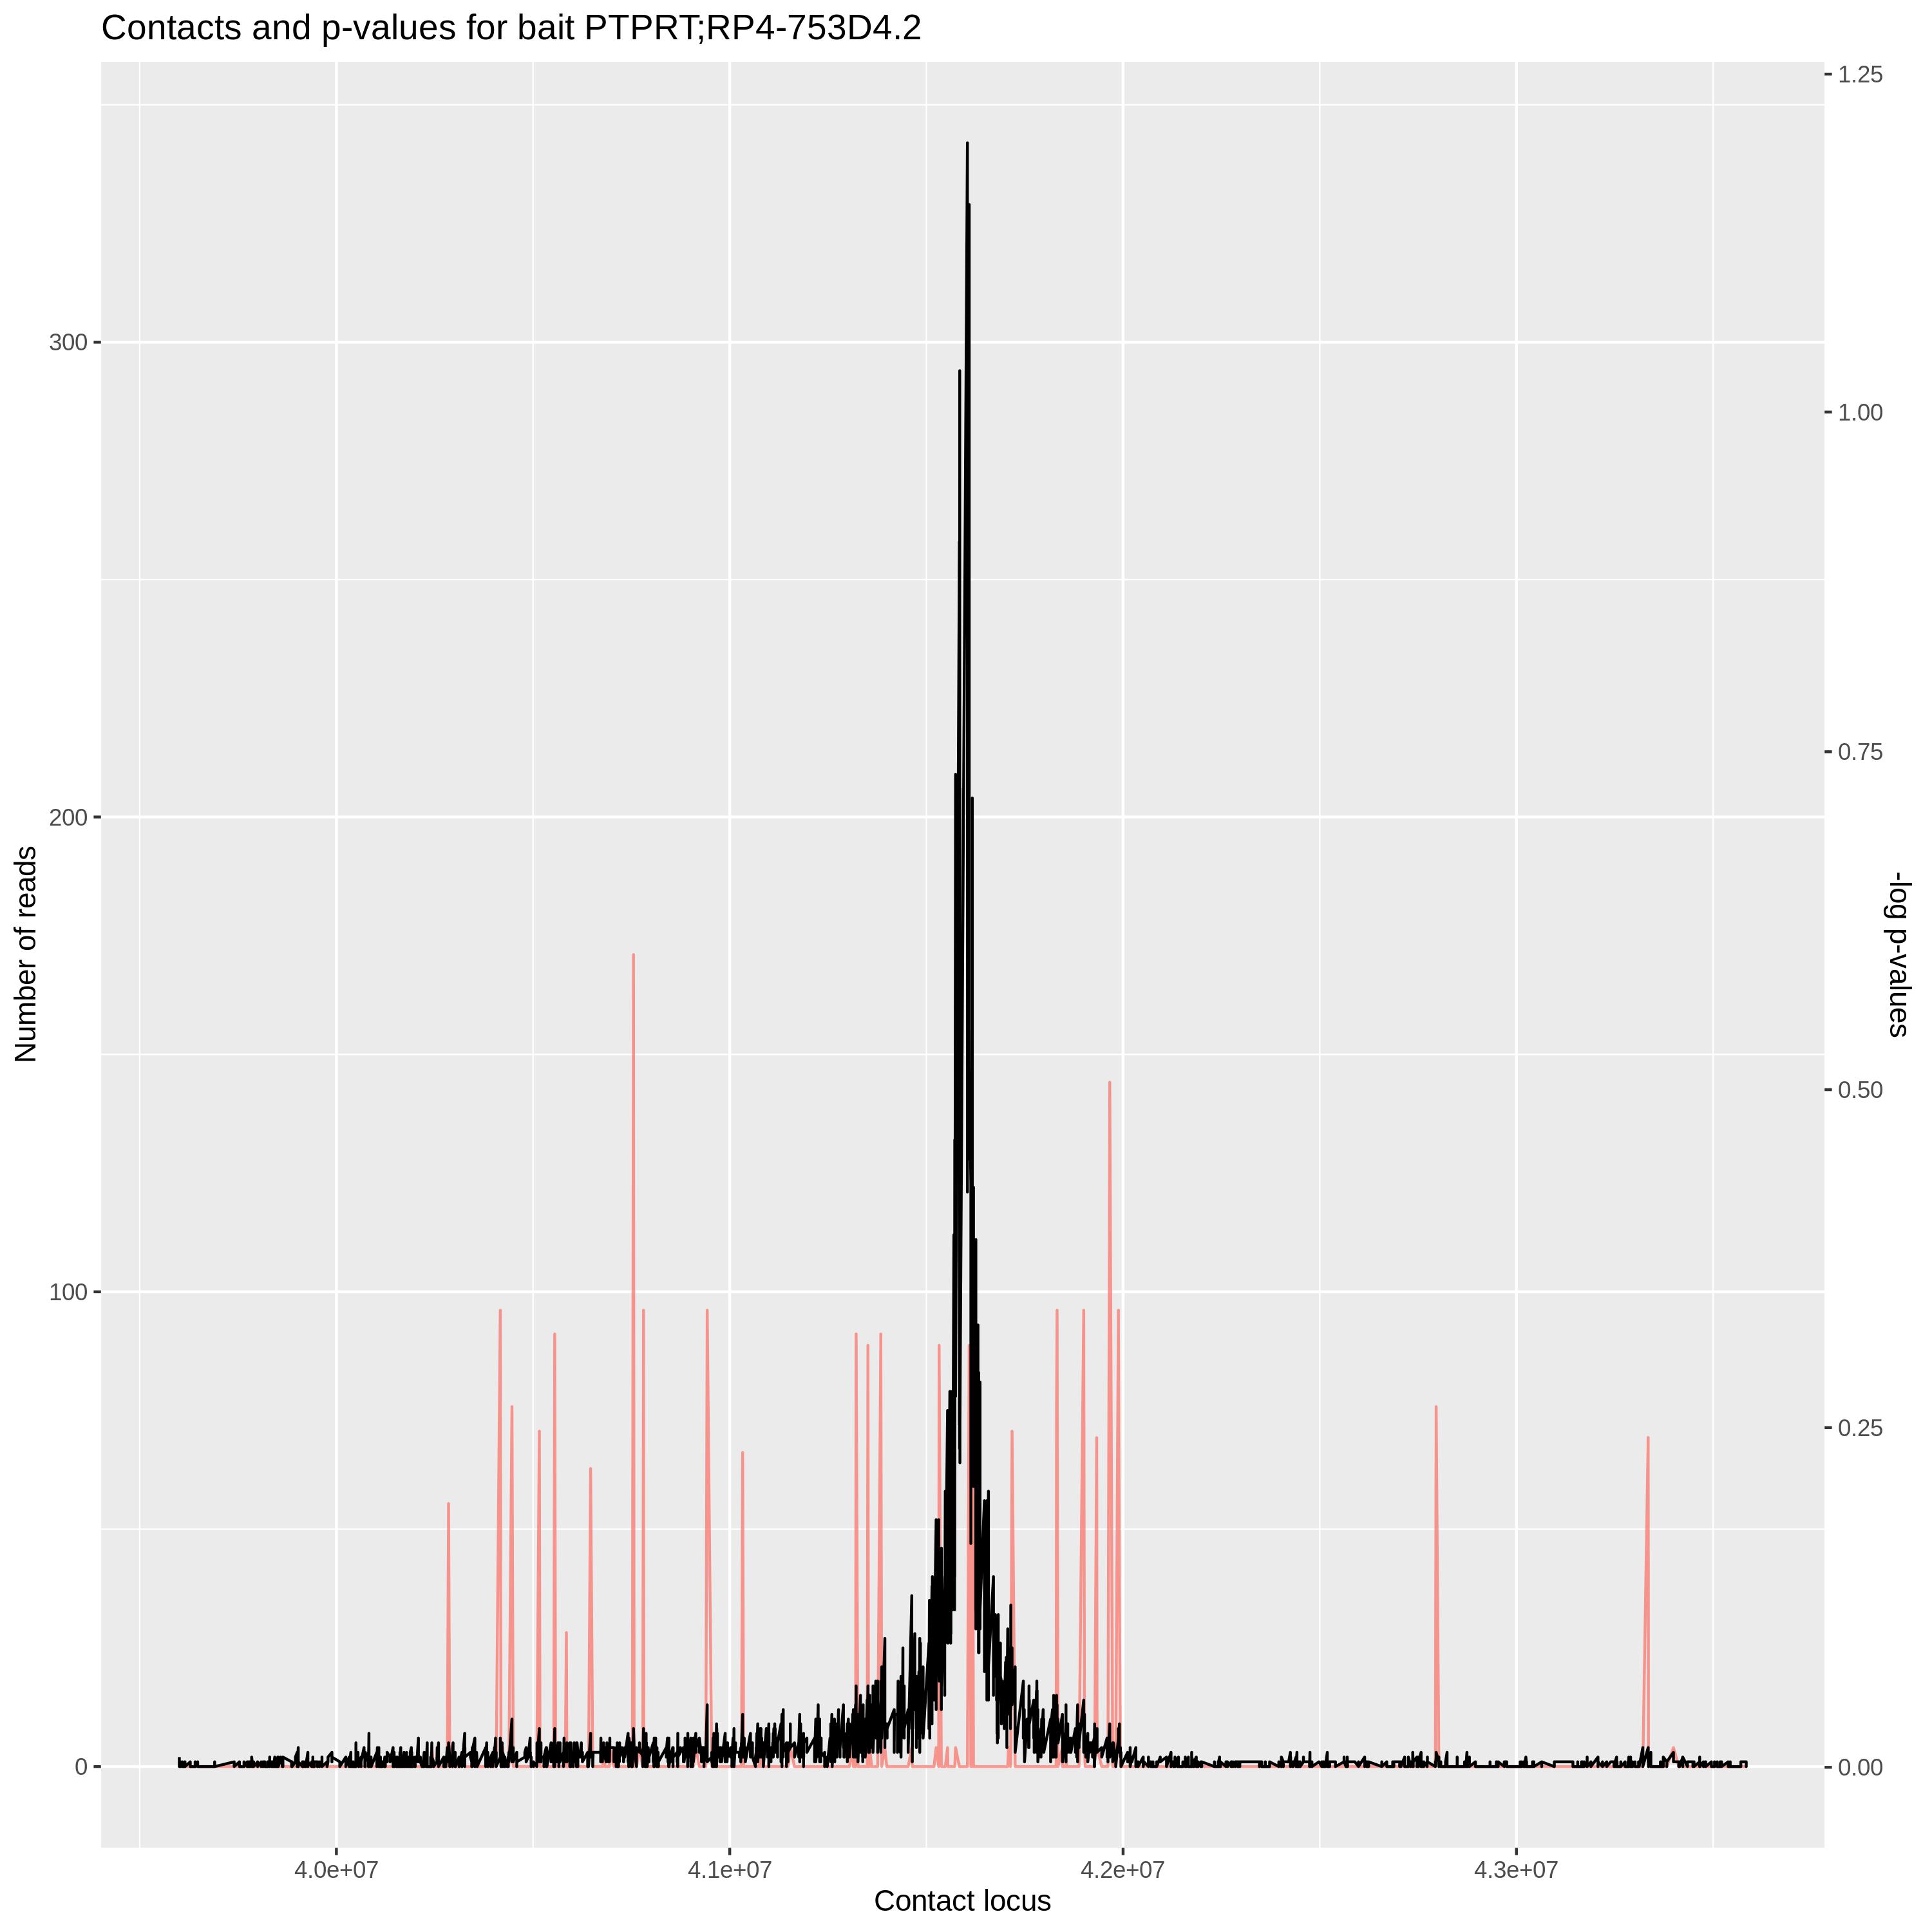 Contacts and p-values for bait PTPRT;RP4-753D4.2
1.25
300
1.00
0.75
200
Number of reads
-log p-values
0.50
100
0.25
0
0.00
4.0e+07
4.1e+07
4.2e+07
4.3e+07
Contact locus